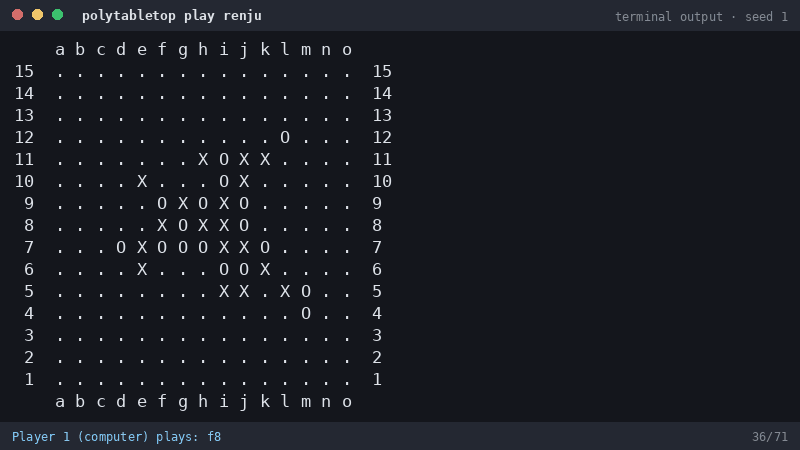 polytabletop play renju
terminal output · seed 1
a b c d e f g h i j k l m n o
15 . . . . . . . . . . . . . . . 15
14 . . . . . . . . . . . . . . . 14
13 . . . . . . . . . . . . . . . 13
12 . . . . . . . . . . . O . . . 12
11 . . . . . . . X O X X . . . . 11
10 . . . . X . . . O X . . . . . 10
9 . . . . . O X O X O . . . . . 9
8 . . . . . X O X X O . . . . . 8
7 . . . O X O O O X X O . . . . 7
6 . . . . X . . . O O X . . . . 6
5 . . . . . . . . X X . X O . . 5
4 . . . . . . . . . . . . O . . 4
3 . . . . . . . . . . . . . . . 3
2 . . . . . . . . . . . . . . . 2
1 . . . . . . . . . . . . . . . 1
a b c d e f g h i j k l m n o
Player 1 (computer) plays: f8
36/71